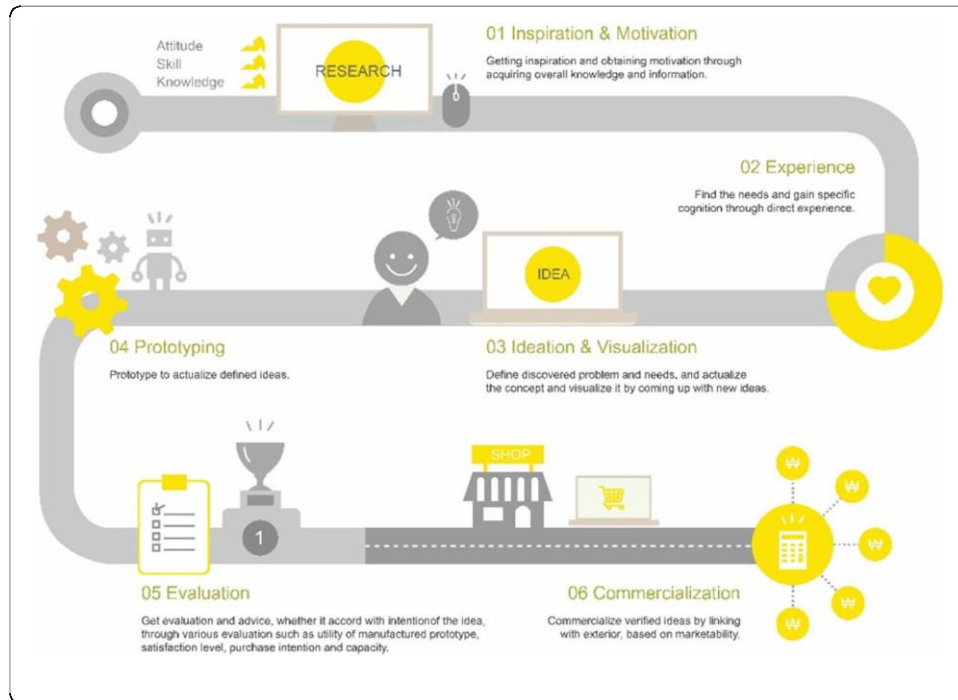 Attitude
Skill
Knowledge
RESEARCH
01 Inspiration & Motivation
Getting inspiration and obtaining motivation through
acquiring overall knowledge and information.
02 Experience
Find the needs and gain specific
cognition through direct experience.
IDEA
04 Prototyping
Prototype to actualize defined ideas.
03 Ideation & Visualization
Define discovered problem and needs, and actualize
the concept and visualize it by coming up with new ideas.
SHOP
₩
₩
₩
₩
₩
1
05 Evaluation
Get evaluation and advice, whether it accord with intentionof the idea,
through various evaluation such as utility of manufactured prototype,
satisfaction level, purchase intention and capacity.
06 Commercialization
Commercialize verified ideas by linking
with exterior, based on marketability.